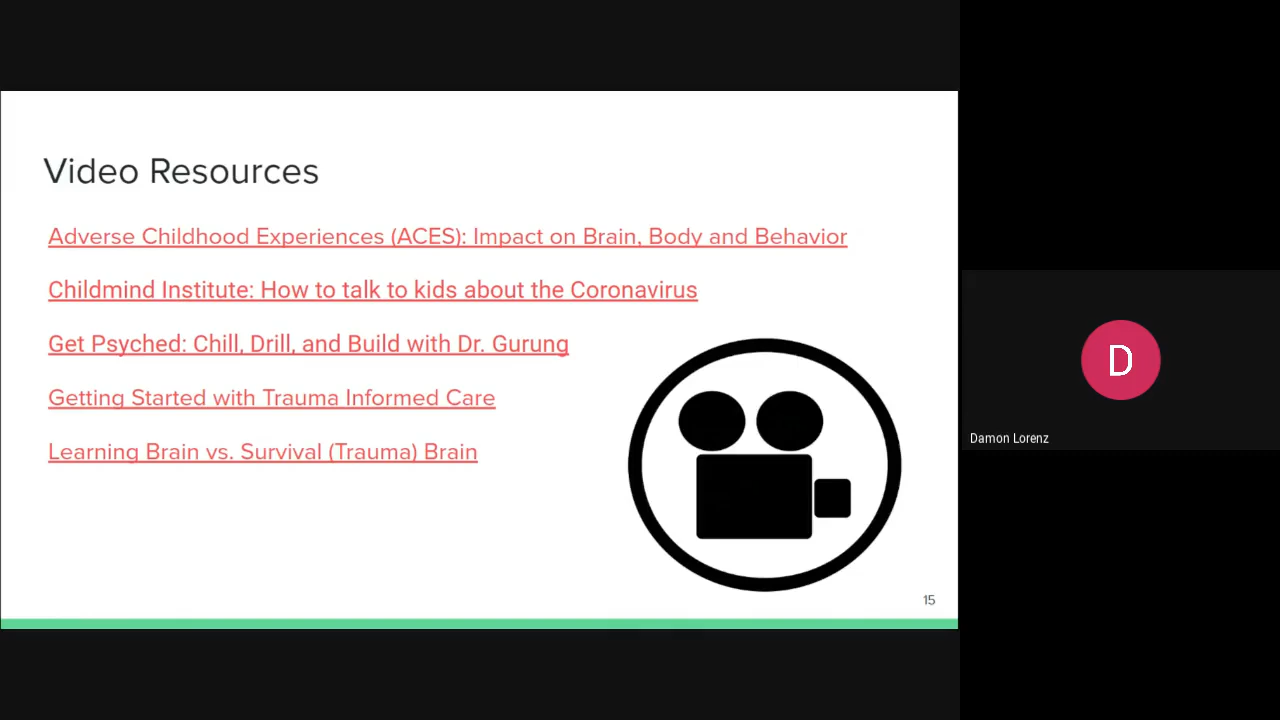 Video Resources
Adverse Childhood Experiences (ACES): Impact on Brain, Body and Behavior
Childmind Institute: How to talk to kids about the Coronavirus
Get Psyched: Chill, Drill, and Build with Dr. Gurung
Getting Started with Trauma Informed Care
Learning Brain vs. Survival (Trauma) Brain
15
D
Damon Lorenz